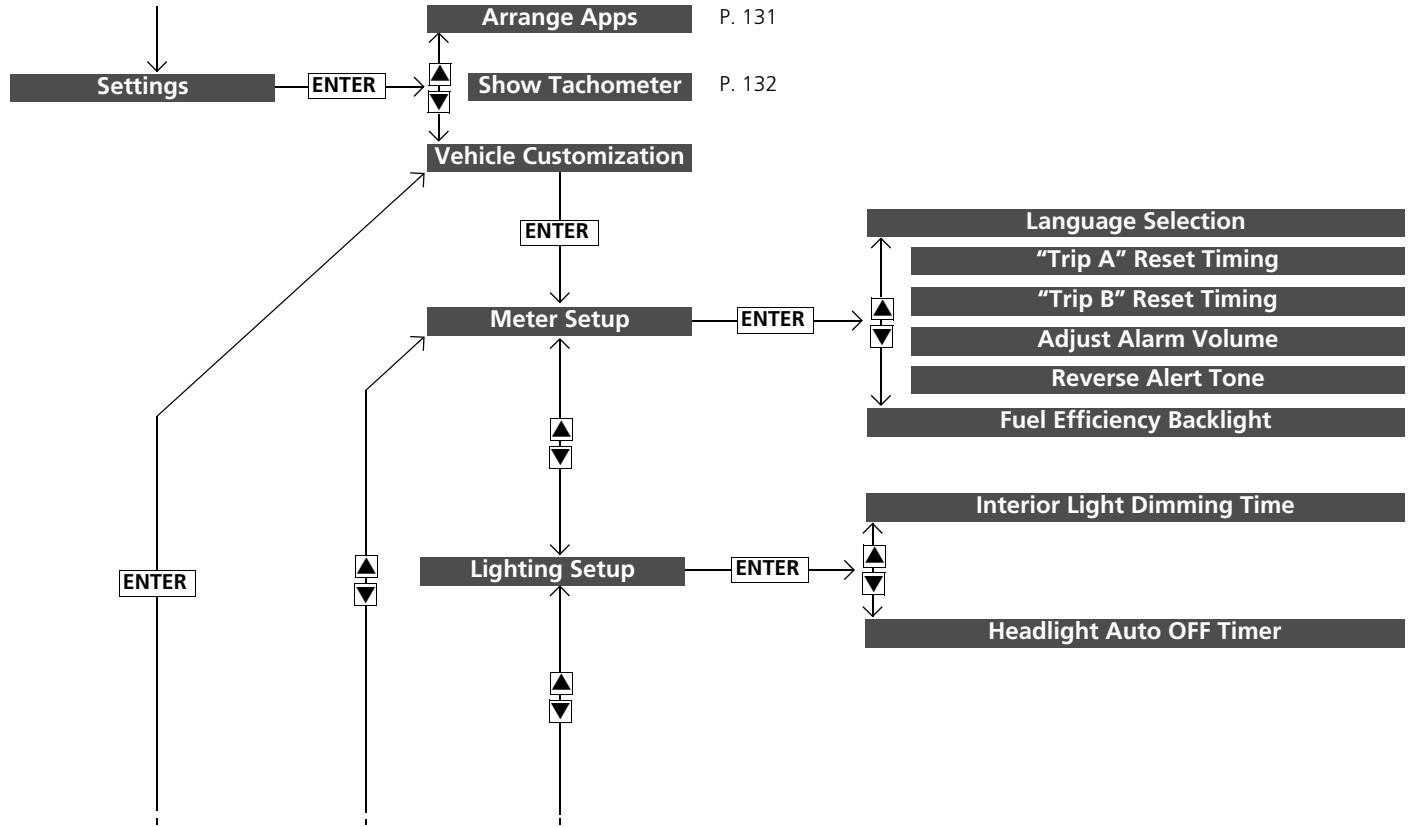 Arrange Apps P. 131
Settings ENTER ▲ ▼ Show Tachometer P. 132
Vehicle Customization
ENTER
Language Selection
“Trip A” Reset Timing
“Trip B” Reset Timing
Meter Setup ENTER ▲ ▼
Adjust Alarm Volume
Reverse Alert Tone
Fuel Efficiency Backlight
▲ ▼
Interior Light Dimming Time
Lighting Setup ENTER ▲ ▼
ENTER ▲ ▼
Headlight Auto OFF Timer
▲ ▼